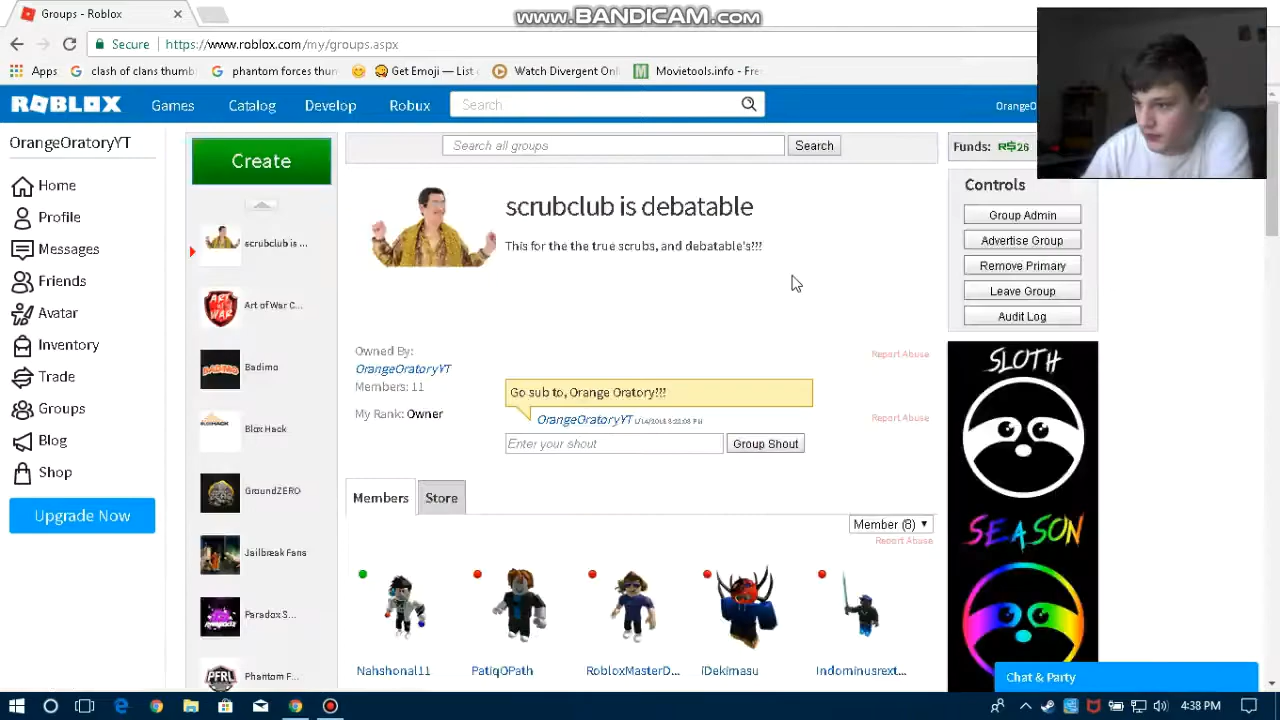 www.BANDICAM.com
Groups - Roblox
Secure https://www.roblox.com/my/groups.aspx
Apps clash of clans thumb phantom forces thun Get Emoji — List Watch Divergent Onl Movietools.info - Fre
ROBLOX Games Catalog Develop Robux Search OrangeO
OrangeOratoryYT
Home
Profile
Messages
Friends
Avatar
Inventory
Trade
Groups
Blog
Shop
Upgrade Now
Create
scrubclub is ...
Art of War C...
Badimo
Blox Hack
GroundZERO
Jailbreak Fans
Paradox S...
Phantom F...
Search all groups Search
scrubclub is debatable
This for the the true scrubs, and debatable's!!!
Owned By:
OrangeOratoryYT
Members: 11
My Rank: Owner
Report Abuse
Go sub to, Orange Oratory!!!
OrangeOratoryYT
Report Abuse
Enter your shout Group Shout
Members Store
Member (8)
Report Abuse
Nahshonal11 PatiqOPath RobloxMasterD... iDekimasu Indominusrext...
Funds: R$26
Controls
Group Admin
Advertise Group
Remove Primary
Leave Group
Audit Log
SLOTH
SEASON
Chat & Party
4:38 PM